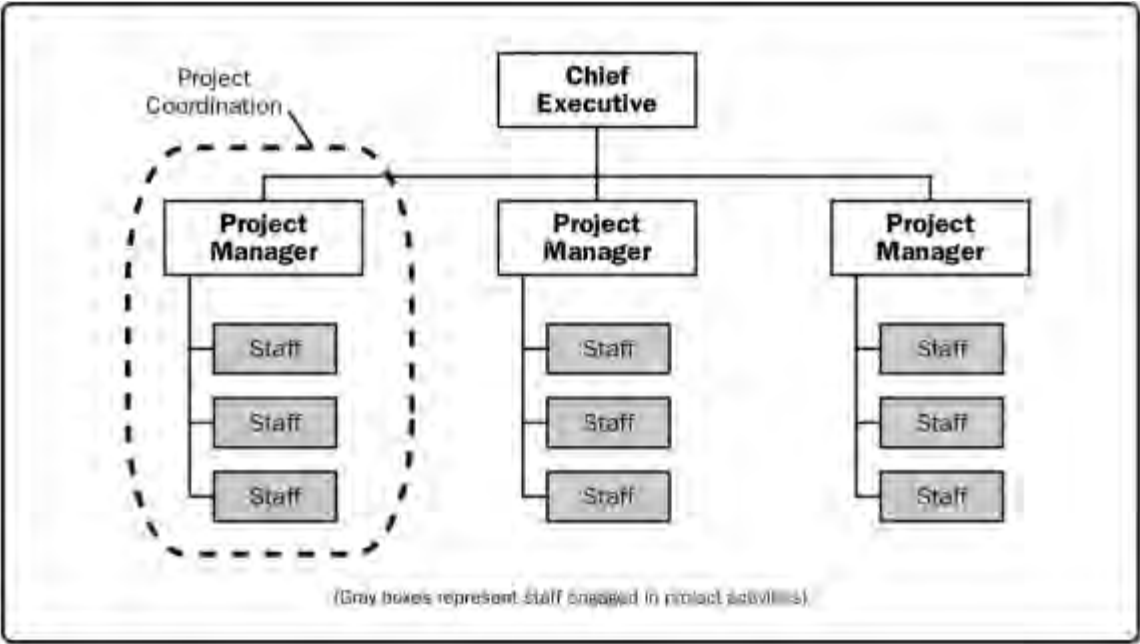 Project
Coordination
Chief
Executive
Project
Manager
Project
Manager
Project
Manager
Staff
Staff
Staff
Staff
Staff
Staff
Staff
Staff
Staff
(Gray boxes represent staff engaged in project activities)